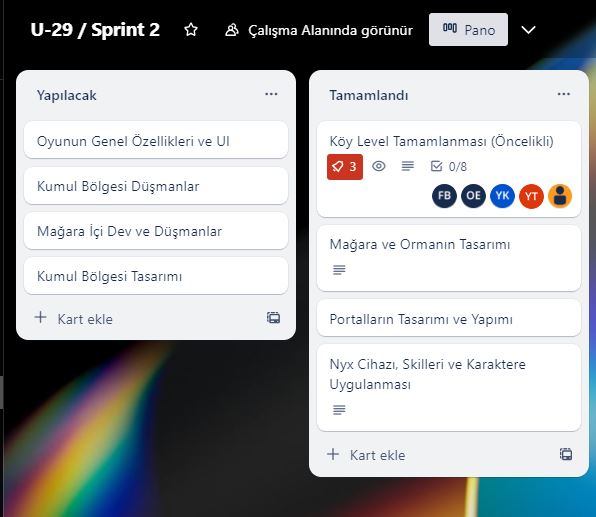 U-29 / Sprint 2
Çalışma Alanında görünür
Pano
Yapılacak
Oyunun Genel Özellikleri ve UI
Kumul Bölgesi Düşmanlar
Mağara İçi Dev ve Düşmanlar
Kumul Bölgesi Tasarımı
Kart ekle
Tamamlandı
Köy Level Tamamlanması (Öncelikli)
3
0/8
FB OE YK YT
Mağara ve Ormanın Tasarımı
Portalların Tasarımı ve Yapımı
Nyx Cihazı, Skilleri ve Karaktere
Uygulanması
Kart ekle